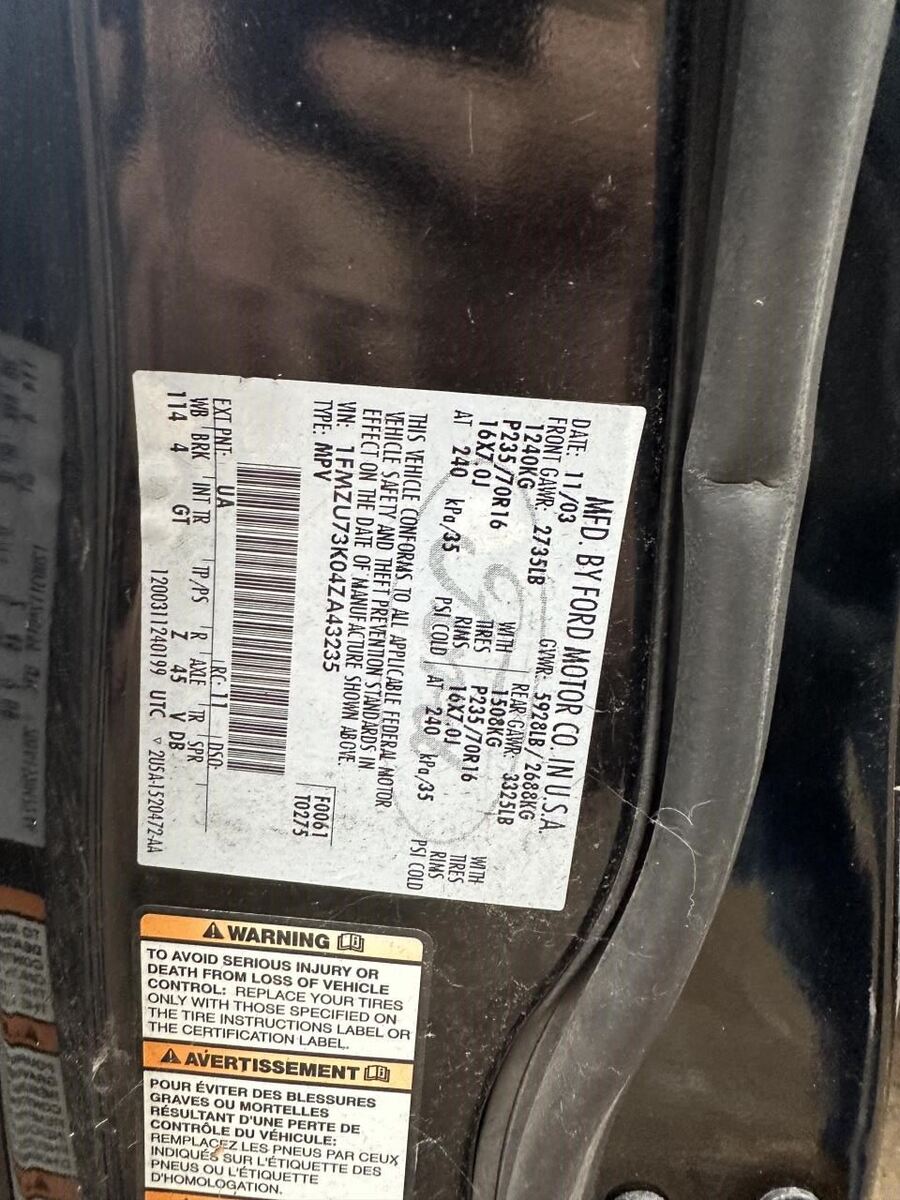 MFD. BY FORD MOTOR CO. IN U.S.A.
DATE: 11/03 GVWR: 5928LB/ 2688KG
FRONT GAWR: 2735LB REAR GAWR: 3325LB
1240KG WITH 1508KG WITH
P235/70R16 TIRES P235/70R16 TIRES
16X7.0J RIMS 16X7.0J RIMS
AT 240 kPa/35 PSI COLD AT 240 kPa/35 PSI COLD
THIS VEHICLE CONFORMS TO ALL APPLICABLE FEDERAL MOTOR
VEHICLE SAFETY AND THEFT PREVENTION STANDARDS IN
EFFECT ON THE DATE OF MANUFACTURE SHOWN ABOVE.
VIN: 1FMZU73K04ZA43235
TYPE: MPV
F0061
T0275
EXT PNT: UA RC: 11 DSO:
WB BRK INT TR TP/PS R AXLE TR SPR
114 4 GT Z 45 V DB
1200311240199 UTC ▽ 2U5A-1520472-AA
WARNING
TO AVOID SERIOUS INJURY OR
DEATH FROM LOSS OF VEHICLE
CONTROL: REPLACE YOUR TIRES
ONLY WITH THOSE SPECIFIED ON
THE TIRE INSTRUCTIONS LABEL OR
THE CERTIFICATION LABEL.
AVERTISSEMENT
POUR ÉVITER DES BLESSURES
GRAVES OU MORTELLES
RÉSULTANT D'UNE PERTE DE
CONTRÔLE DU VÉHICULE:
REMPLACEZ LES PNEUS PAR CEUX
INDIQUÉS SUR L'ÉTIQUETTE DES
PNEUS OU L'ÉTIQUETTE
D'HOMOLOGATION.